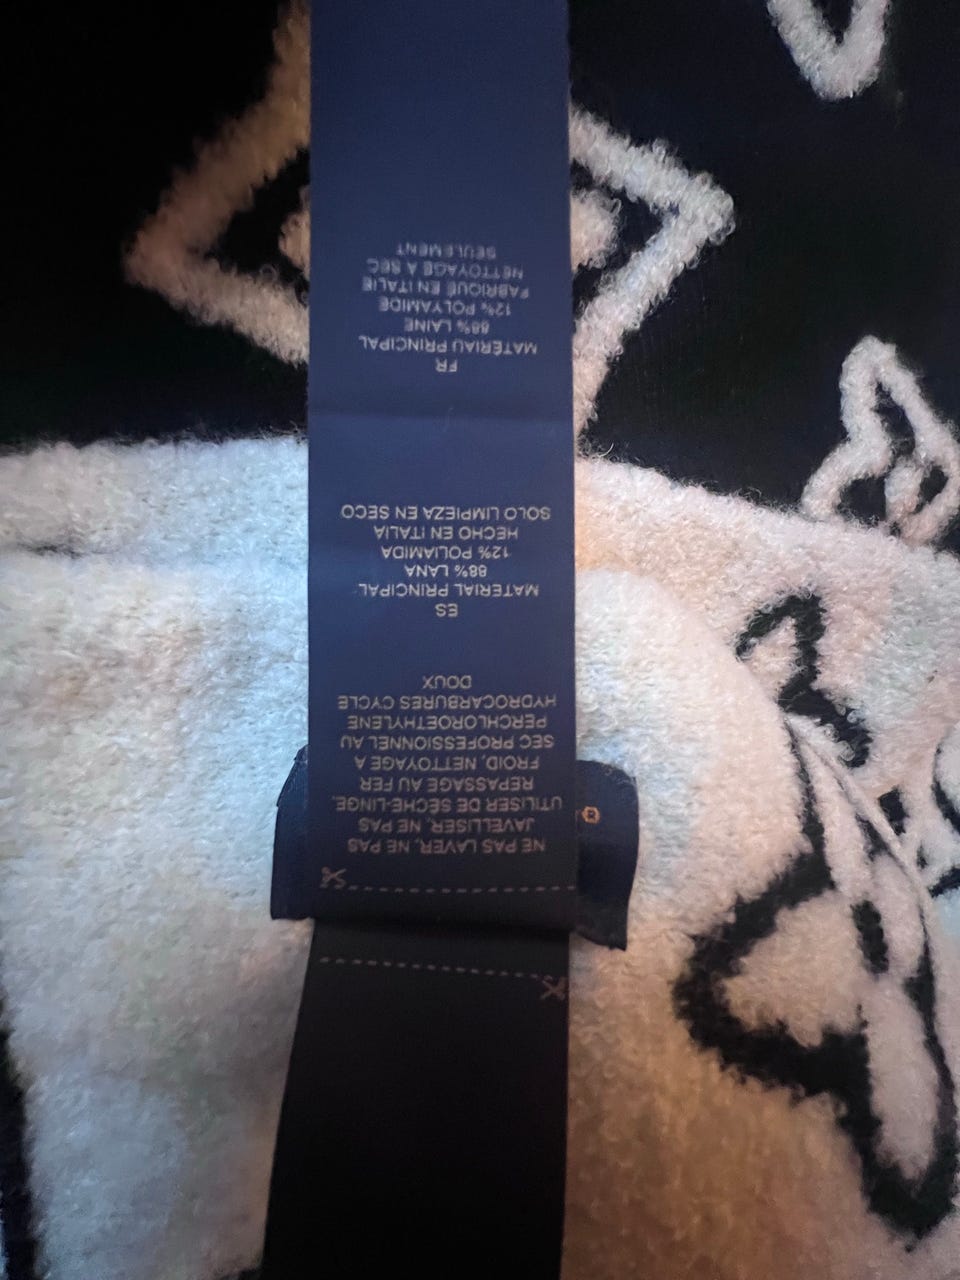 NE PAS LAVER, NE PAS
JAVELLISER, NE PAS
UTILISER DE SÈCHE-LINGE,
REPASSAGE AU FER
FROID, NETTOYAGE A
SEC PROFESSIONNEL AU
PERCHLOROETHYLENE
HYDROCARBURES CYCLE
DOUX
ES
MATERIAL PRINCIPAL
88% LANA
12% POLIAMIDA
HECHO EN ITALIA
SOLO LIMPIEZA EN SECO
FR
MATÉRIAU PRINCIPAL
88% LAINE
12% POLYAMIDE
FABRIQUÉ EN ITALIE
NETTOYAGE À SEC
SEULEMENT